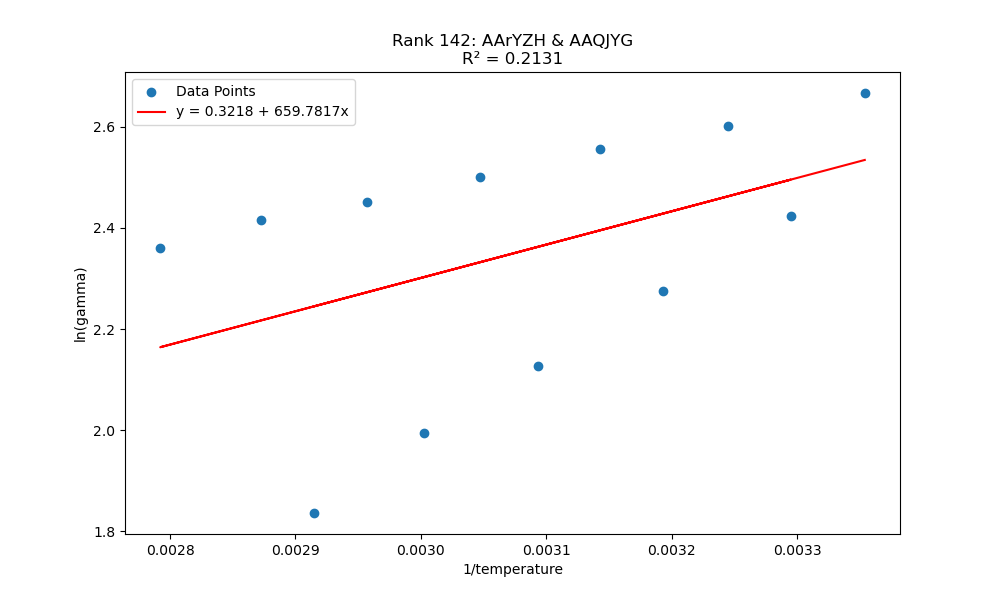 Rank 142: AArYZH & AAQJYG
R² = 0.2131
Data Points
y = 0.3218 + 659.7817x
ln(gamma)
2.6
2.4
2.2
2.0
1.8
0.0028 0.0029 0.0030 0.0031 0.0032 0.0033
1/temperature